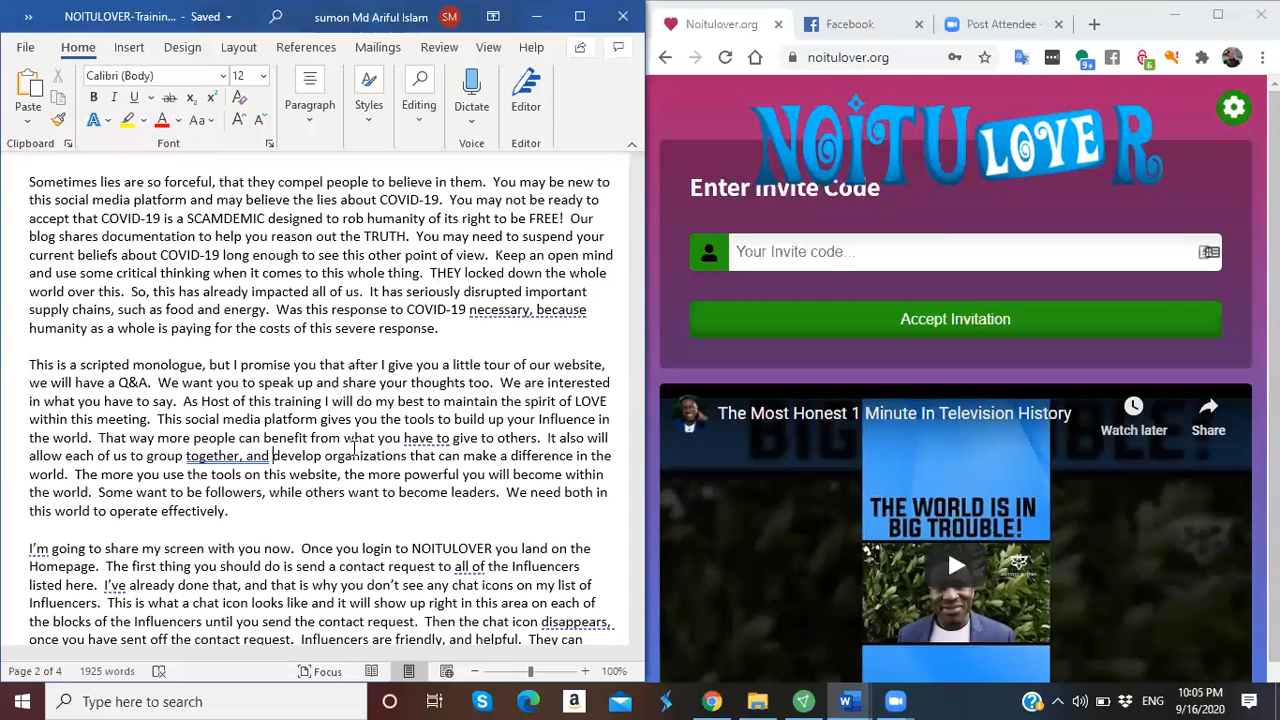 NOITULOVER-Trainin... - Saved
sumon Md Ariful Islam
SM
File Home Insert Design Layout References Mailings Review View Help
Calibri (Body) 12
Paste
B I U x₂ x²
A Aa A A
Paragraph
Styles
Editing
Dictate
Editor
Clipboard Font Voice Editor
Sometimes lies are so forceful, that they compel people to believe in them. You may be new to
this social media platform and may believe the lies about COVID-19. You may not be ready to
accept that COVID-19 is a SCAMDEMIC designed to rob humanity of its right to be FREE! Our
blog shares documentation to help you reason out the TRUTH. You may need to suspend your
current beliefs about COVID-19 long enough to see this other point of view. Keep an open mind
and use some critical thinking when it comes to this whole thing. THEY locked down the whole
world over this. So, this has already impacted all of us. It has seriously disrupted important
supply chains, such as food and energy. Was this response to COVID-19 necessary, because
humanity as a whole is paying for the costs of this severe response.
This is a scripted monologue, but I promise you that after I give you a little tour of our website,
we will have a Q&A. We want you to speak up and share your thoughts too. We are interested
in what you have to say. As Host of this training I will do my best to maintain the spirit of LOVE
within this meeting. This social media platform gives you the tools to build up your Influence in
the world. That way more people can benefit from what you have to give to others. It also will
allow each of us to group together, and develop organizations that can make a difference in the
world. The more you use the tools on this website, the more powerful you will become within
the world. Some want to be followers, while others want to become leaders. We need both in
this world to operate effectively.
I'm going to share my screen with you now. Once you login to NOITULOVER you land on the
Homepage. The first thing you should do is send a contact request to all of the Influencers
listed here. I've already done that, and that is why you don't see any chat icons on my list of
Influencers. This is what a chat icon looks like and it will show up right in this area on each of
the blocks of the Influencers until you send the contact request. Then the chat icon disappears,
once you have sent off the contact request. Influencers are friendly, and helpful. They can
Page 2 of 4 1925 words Focus 100%
Noitulover.org
Facebook
Post Attendee -
noitulover.org
9+
6
NOITU LOVE R
Enter Invite Code
Your Invite code...
Accept Invitation
The Most Honest 1 Minute In Television History
Watch later
Share
THE WORLD IS IN
BIG TROUBLE!
Type here to search
ENG
10:05 PM
9/16/2020